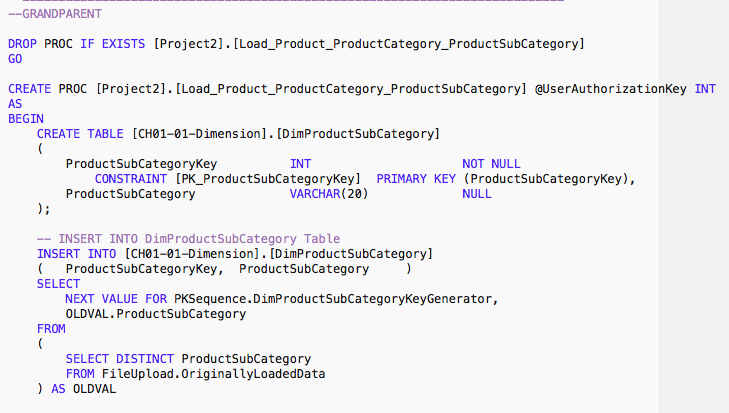 --GRANDPARENT
DROP PROC IF EXISTS [Project2].[Load_Product_ProductCategory_ProductSubCategory]
GO
CREATE PROC [Project2].[Load_Product_ProductCategory_ProductSubCategory] @UserAuthorizationKey INT
AS
BEGIN
CREATE TABLE [CH01-01-Dimension].[DimProductSubCategory]
(
ProductSubCategoryKey INT NOT NULL
CONSTRAINT [PK_ProductSubCategoryKey] PRIMARY KEY (ProductSubCategoryKey),
ProductSubCategory VARCHAR(20) NULL
);
-- INSERT INTO DimProductSubCategory Table
INSERT INTO [CH01-01-Dimension].[DimProductSubCategory]
( ProductSubCategoryKey, ProductSubCategory )
SELECT
NEXT VALUE FOR PKSequence.DimProductSubCategoryKeyGenerator,
OLDVAL.ProductSubCategory
FROM
(
SELECT DISTINCT ProductSubCategory
FROM FileUpload.OriginallyLoadedData
) AS OLDVAL